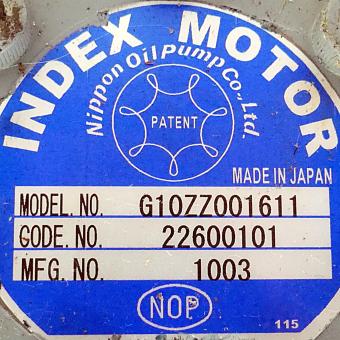 INDEX MOTOR
Nippon Oil Pump Co., Ltd.
PATENT
MADE IN JAPAN
MODEL. NO. G10ZZ001611
CODE. NO. 22600101
MFG. NO. 1003
NOP
115